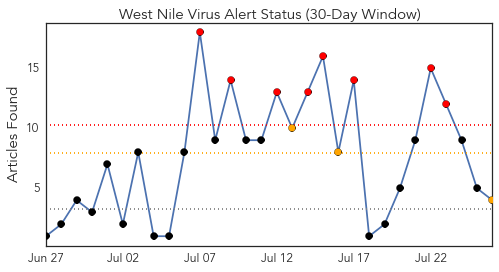 West Nile Virus Alert Status (30-Day Window)
Articles Found
15
10
5
Jun 27 Jul 02 Jul 07 Jul 12 Jul 17 Jul 22